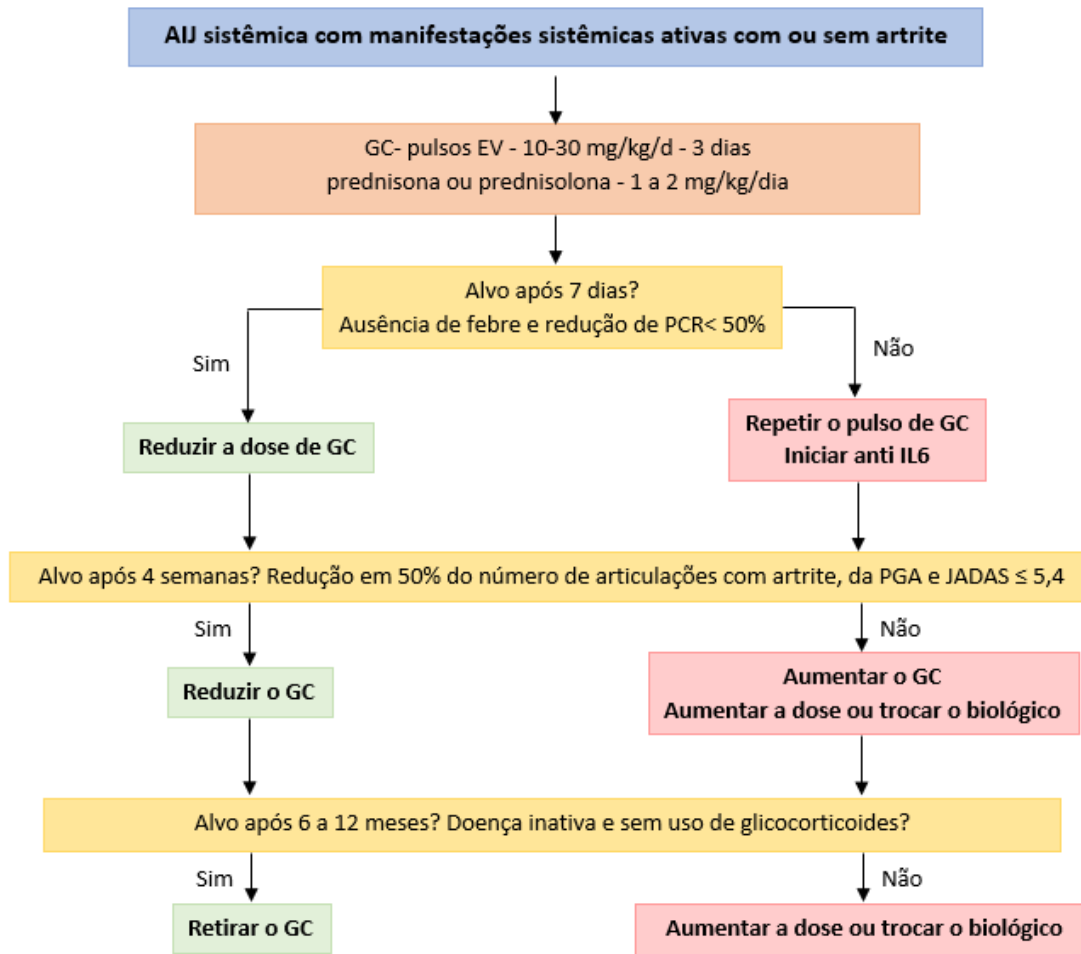 AIJ sistêmica com manifestações sistêmicas ativas com ou sem artrite
GC- pulsos EV - 10-30 mg/kg/d - 3 dias
prednisona ou prednisolona - 1 a 2 mg/kg/dia
Alvo após 7 dias?
Ausência de febre e redução de PCR< 50%
Sim
Não
Reduzir a dose de GC
Repetir o pulso de GC
Iniciar anti IL6
Alvo após 4 semanas? Redução em 50% do número de articulações com artrite, da PGA e JADAS ≤ 5,4
Sim
Não
Reduzir o GC
Aumentar o GC
Aumentar a dose ou trocar o biológico
Alvo após 6 a 12 meses? Doença inativa e sem uso de glicocorticoides?
Sim
Não
Retirar o GC
Aumentar a dose ou trocar o biológico